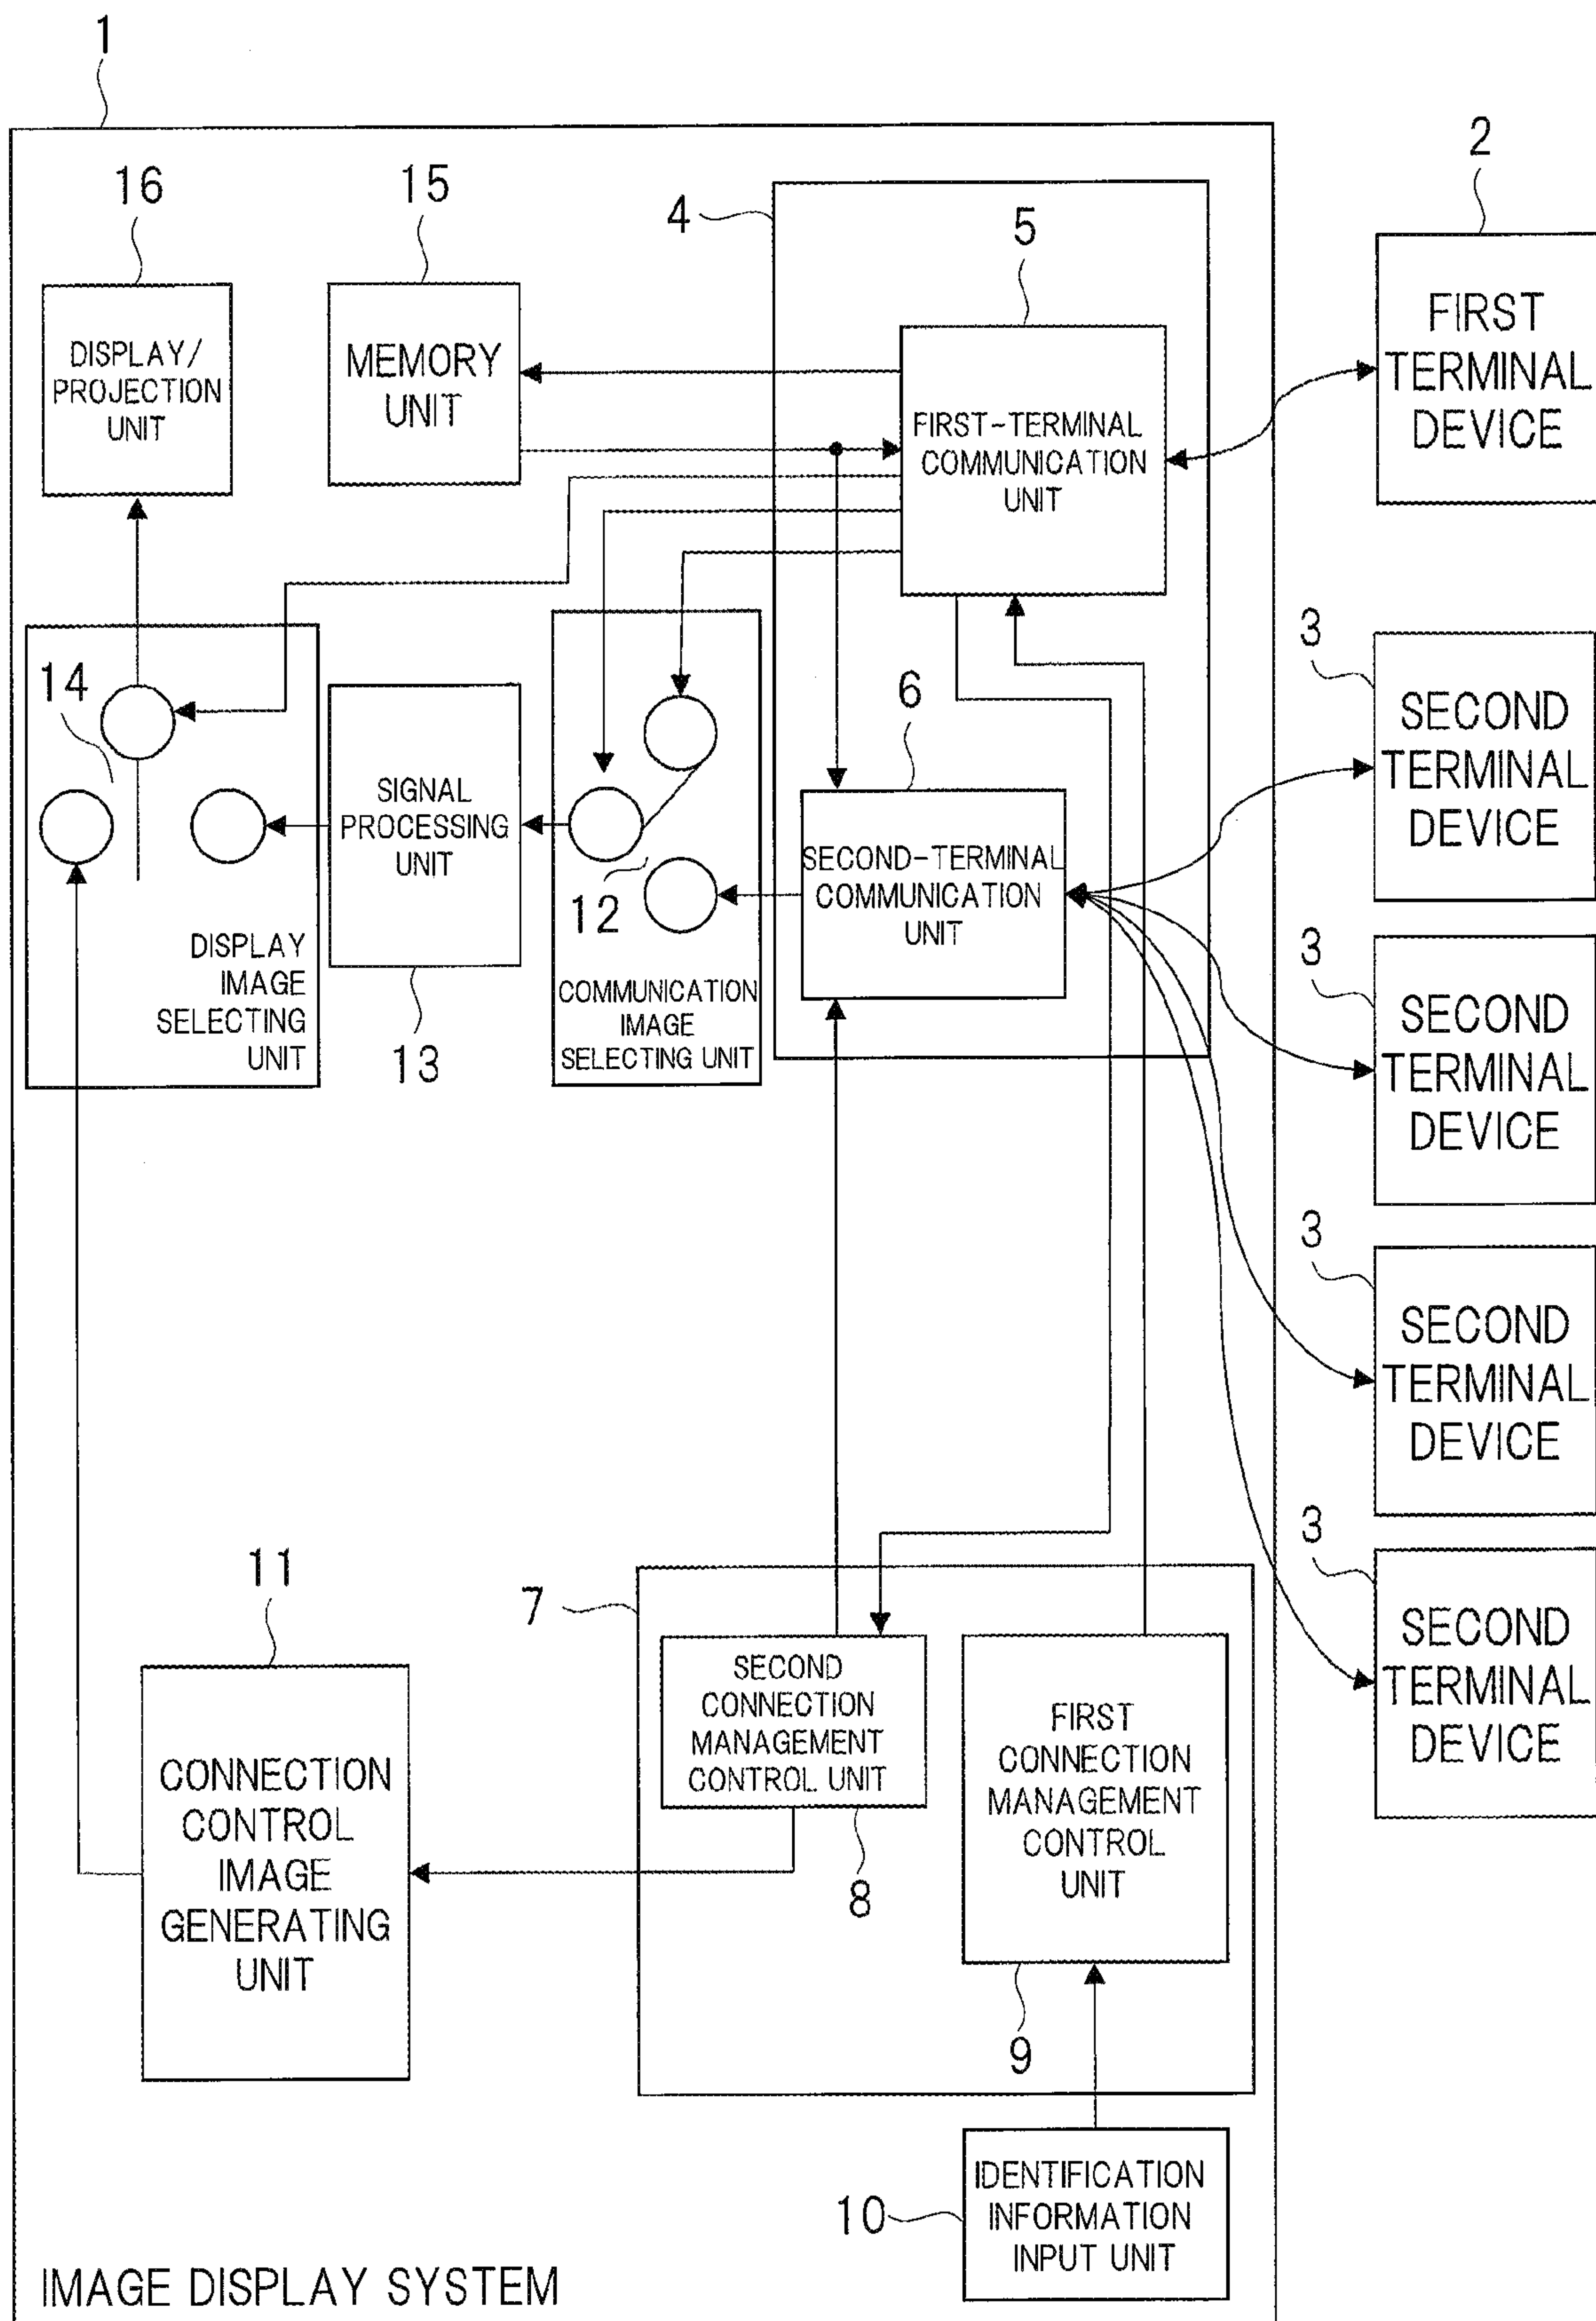 1
2
16
15
4
5
DISPLAY/
PROJECTION
UNIT
MEMORY
UNIT
FIRST-TERMINAL
COMMUNICATION
UNIT
FIRST
TERMINAL
DEVICE
14
SIGNAL
PROCESSING
UNIT
13
DISPLAY
IMAGE
SELECTING
UNIT
12
COMMUNICATION
IMAGE
SELECTING UNIT
6
SECOND-TERMINAL
COMMUNICATION
UNIT
3
SECOND
TERMINAL
DEVICE
3
SECOND
TERMINAL
DEVICE
3
SECOND
TERMINAL
DEVICE
3
SECOND
TERMINAL
DEVICE
11
CONNECTION
CONTROL
IMAGE
GENERATING
UNIT
7
SECOND
CONNECTION
MANAGEMENT
CONTROL UNIT
8
FIRST
CONNECTION
MANAGEMENT
CONTROL
UNIT
9
10
IDENTIFICATION
INFORMATION
INPUT UNIT
IMAGE DISPLAY SYSTEM